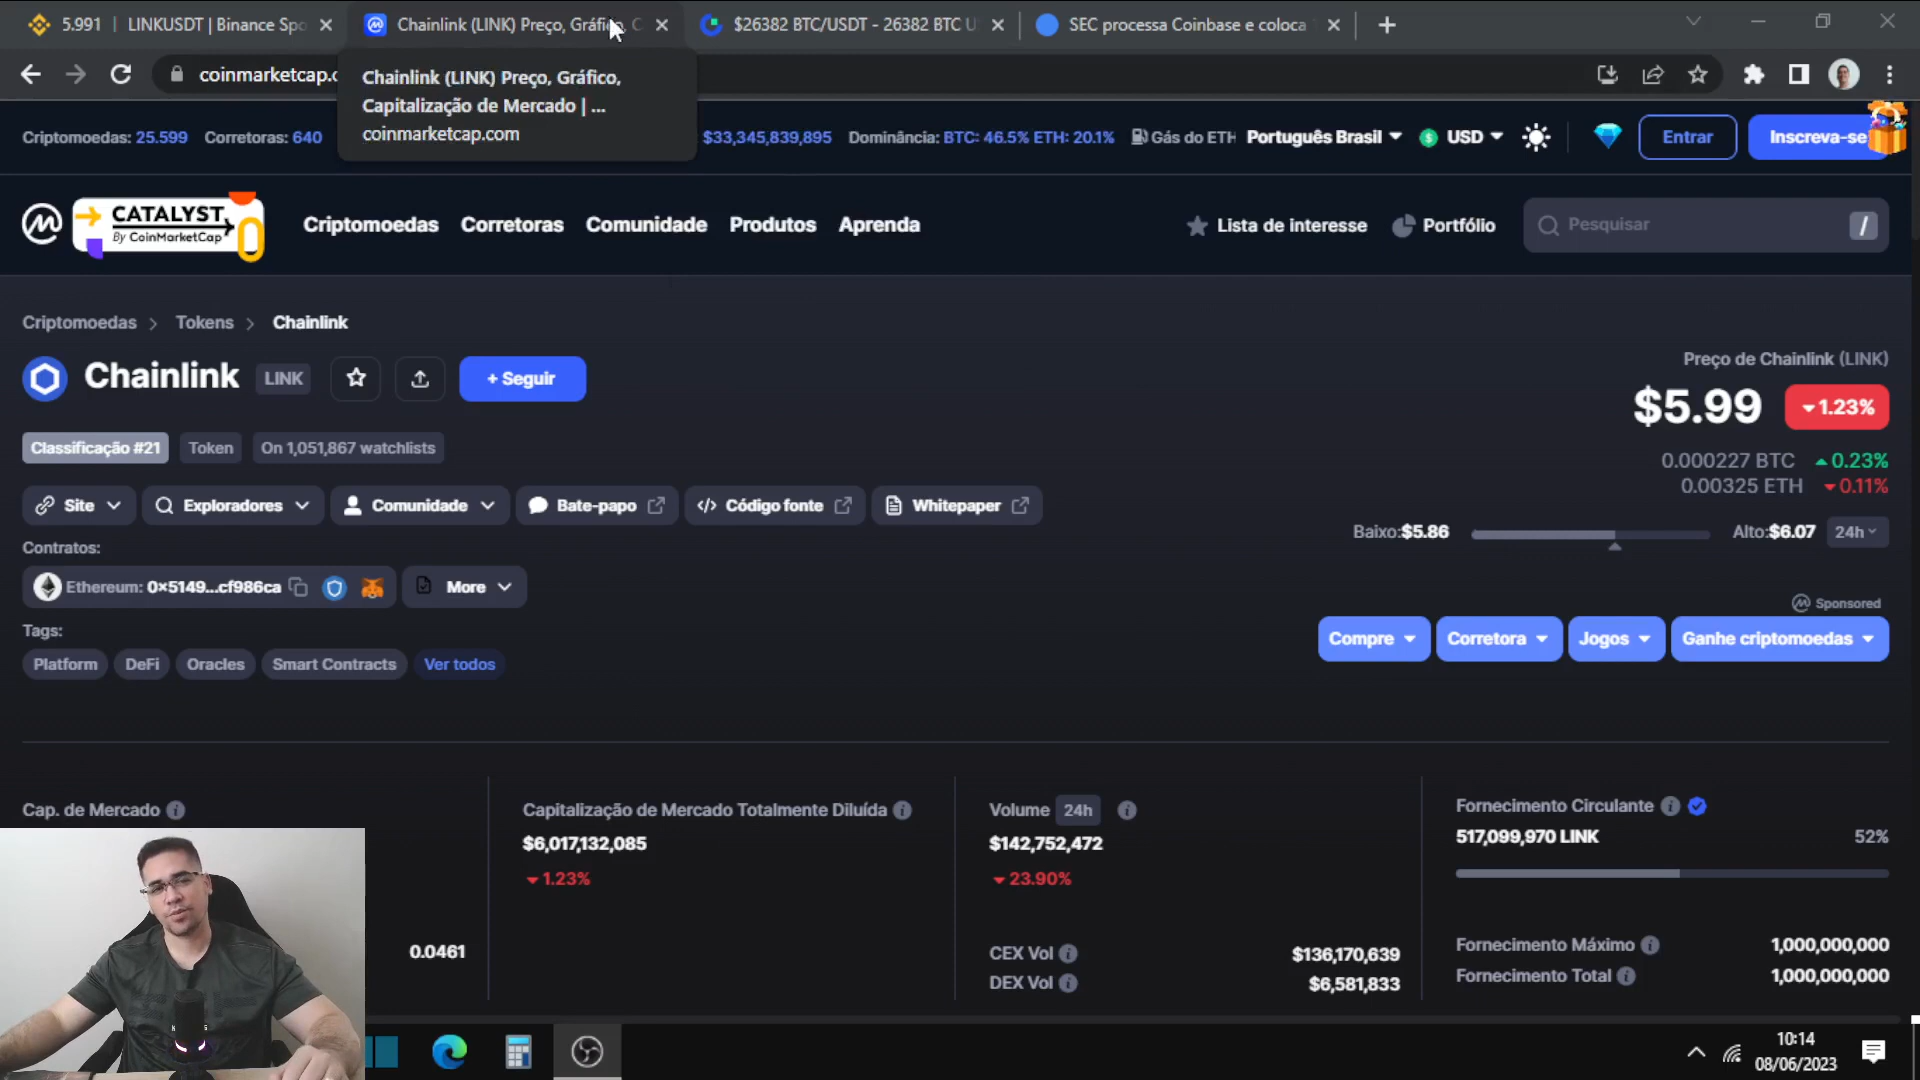 5.991 | LINKUSDT | Binance Spo
Chainlink (LINK) Preço, Gráfico, C
$26382 BTC/USDT - 26382 BTC U
SEC processa Coinbase e coloca
coinmarketcap.c
Chainlink (LINK) Preço, Gráfico,
Capitalização de Mercado | ...
coinmarketcap.com
Criptomoedas: 25.599 Corretoras: 640
$33,345,839,895 Dominância: BTC: 46.5% ETH: 20.1% Gás do ETH
Português Brasil
USD
Entrar
Inscreva-se
CATALYST
By CoinMarketCap
Criptomoedas Corretoras Comunidade Produtos Aprenda
Lista de interesse Portfólio Pesquisar /
Criptomoedas > Tokens > Chainlink
Chainlink LINK + Seguir
Preço de Chainlink (LINK)
$5.99 1.23%
Classificação #21 Token On 1,051,867 watchlists
0.000227 BTC 0.23%
0.00325 ETH 0.11%
Site Exploradores Comunidade Bate-papo </> Código fonte Whitepaper
Baixo:$5.86 Alto:$6.07 24h
Contratos:
Ethereum: 0x5149...cf986ca More
Sponsored
Tags:
Compre Corretora Jogos Ganhe criptomoedas
Platform DeFi Oracles Smart Contracts Ver todos
Cap. de Mercado
0.0461
Capitalização de Mercado Totalmente Diluída
$6,017,132,085
1.23%
Volume 24h
$142,752,472
23.90%
CEX Vol $136,170,639
DEX Vol $6,581,833
Fornecimento Circulante
517,099,970 LINK 52%
Fornecimento Máximo 1,000,000,000
Fornecimento Total 1,000,000,000
10:14
08/06/2023